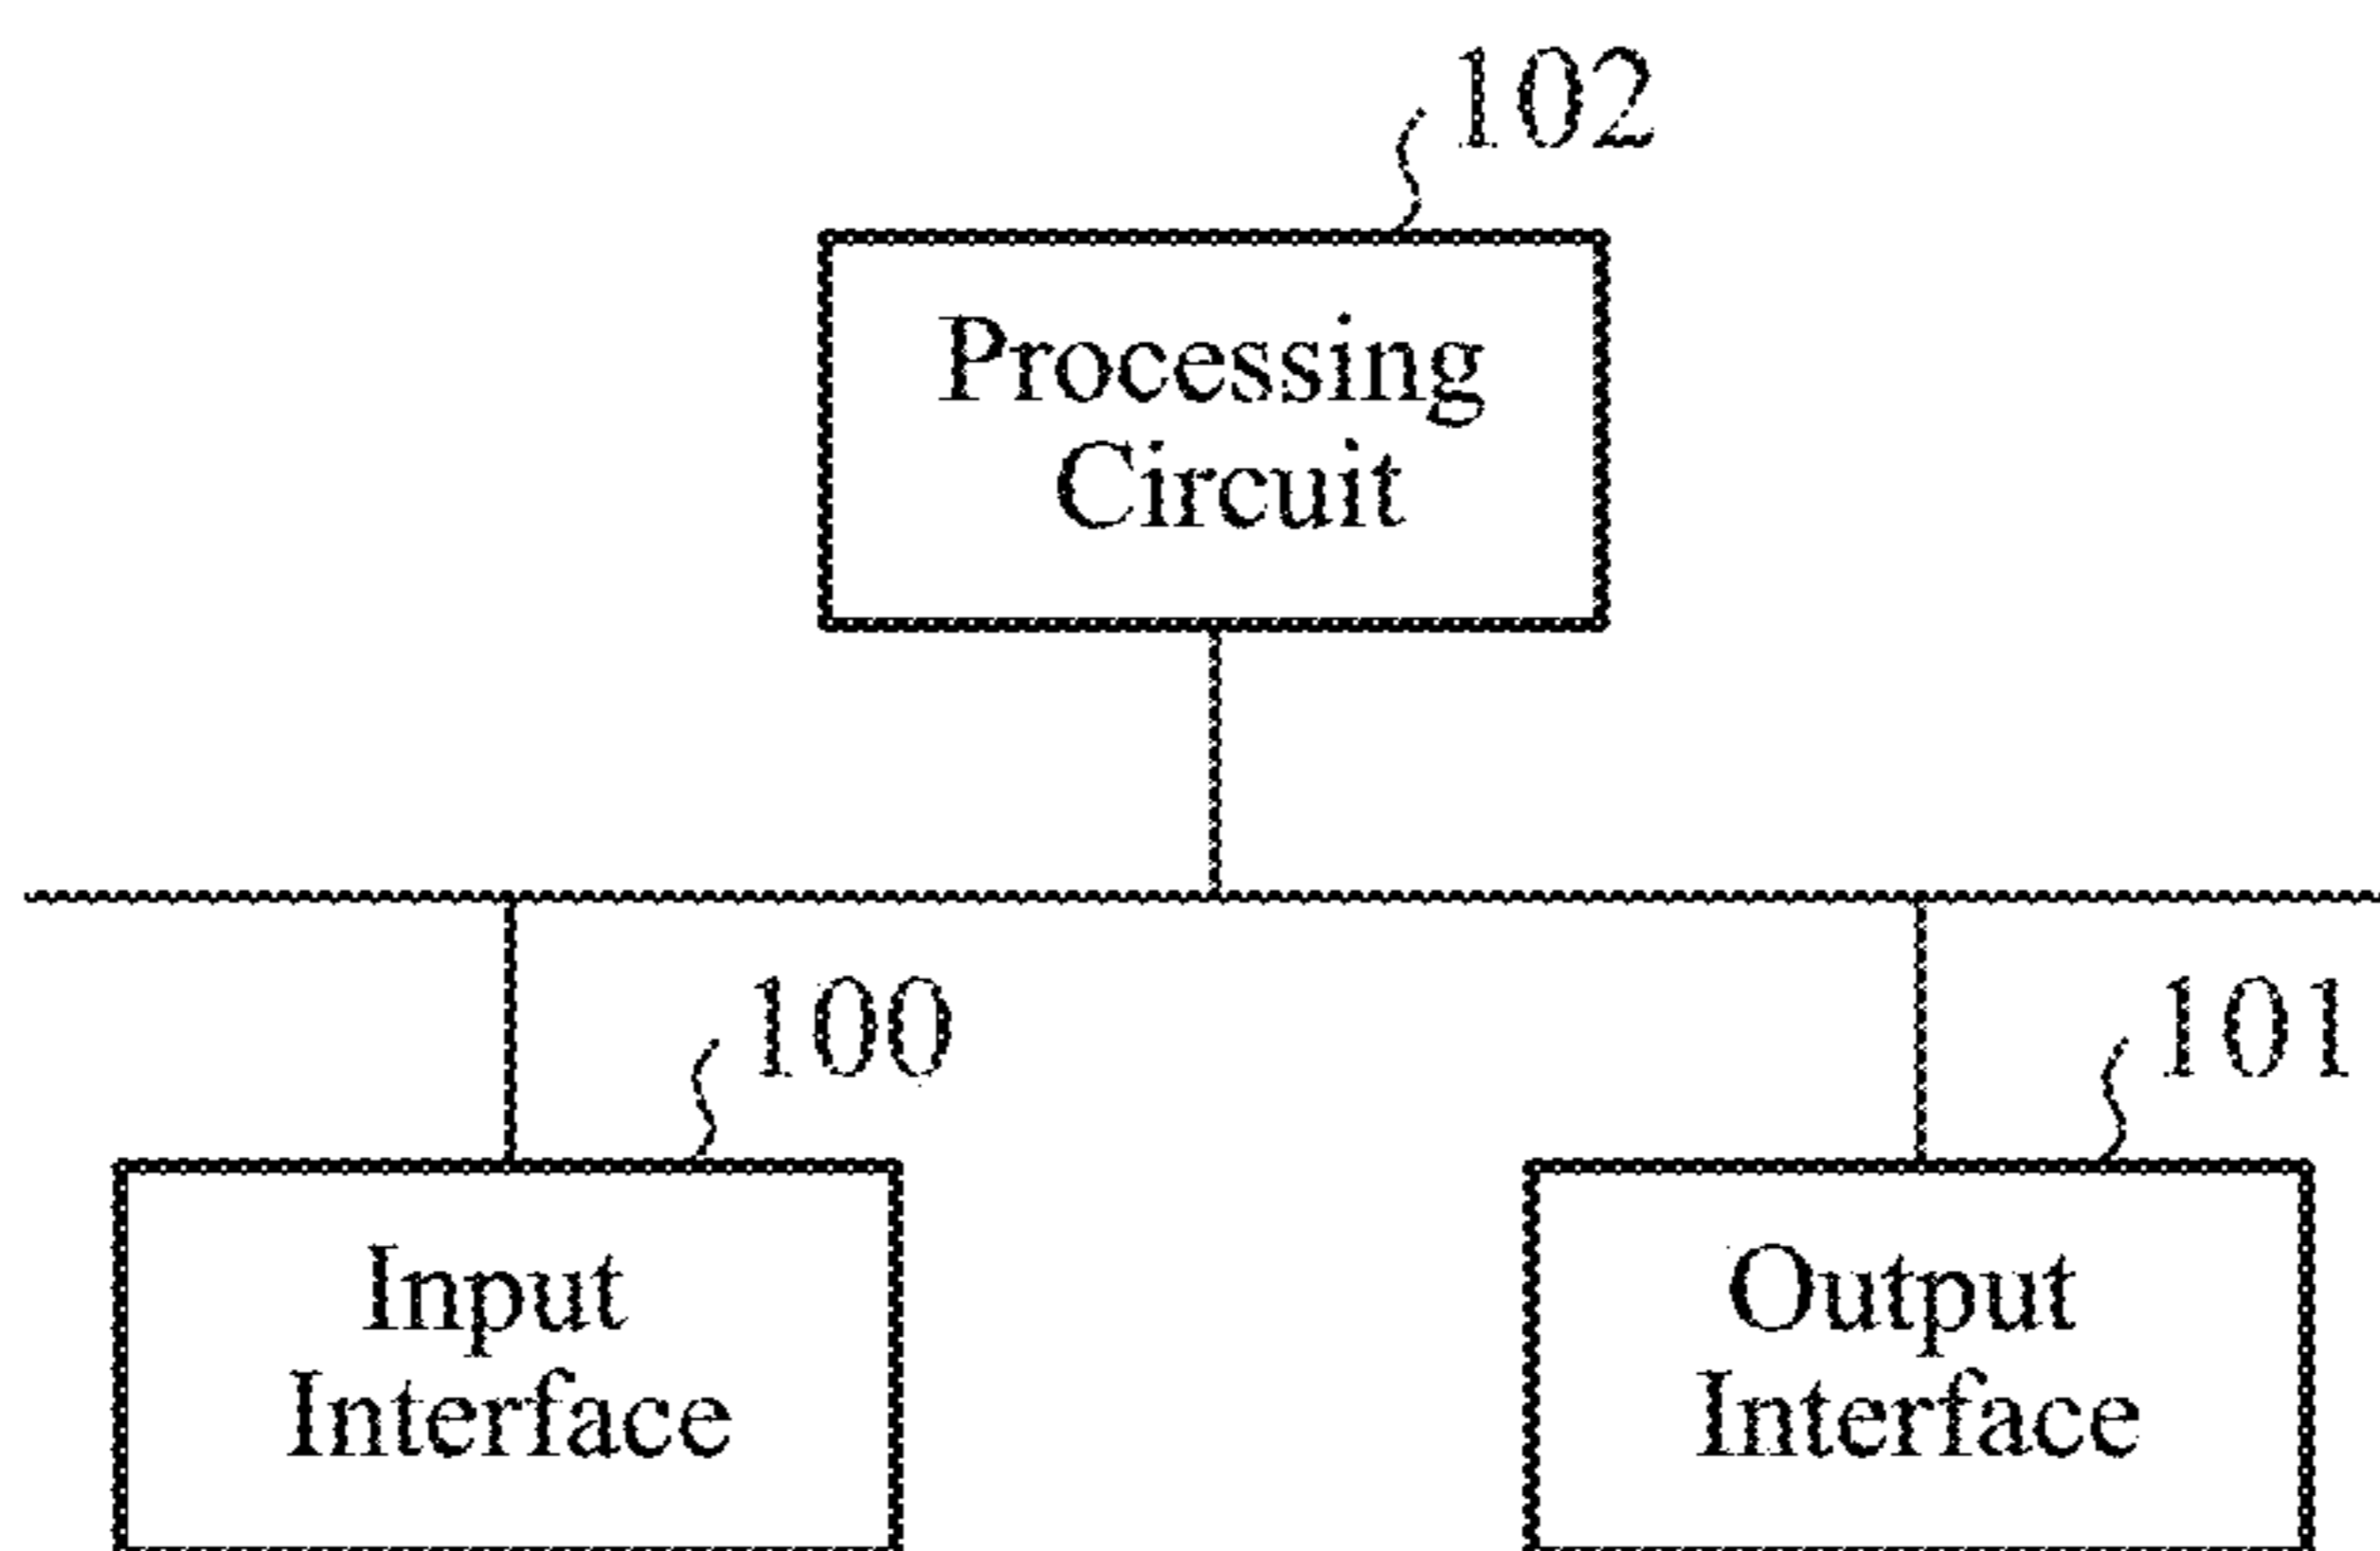 102
Processing
Circuit
100
101
Input
Interface
Output
Interface